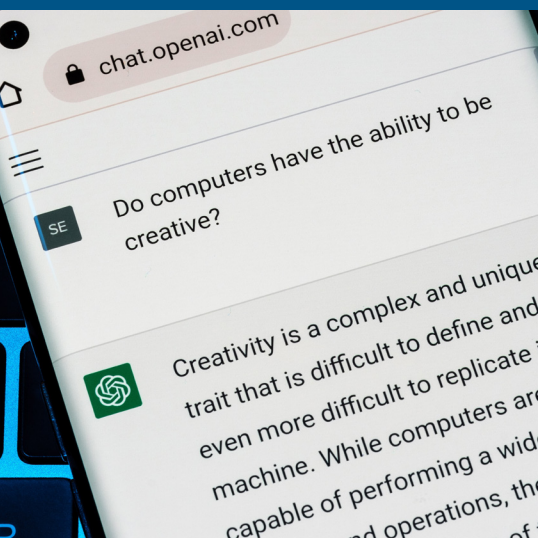 chat.openai.com
SE
Do computers have the ability to be
creative?
Creativity is a complex and unique
trait that is difficult to define and
even more difficult to replicate
machine. While computers are
capable of performing a
operations, the
of